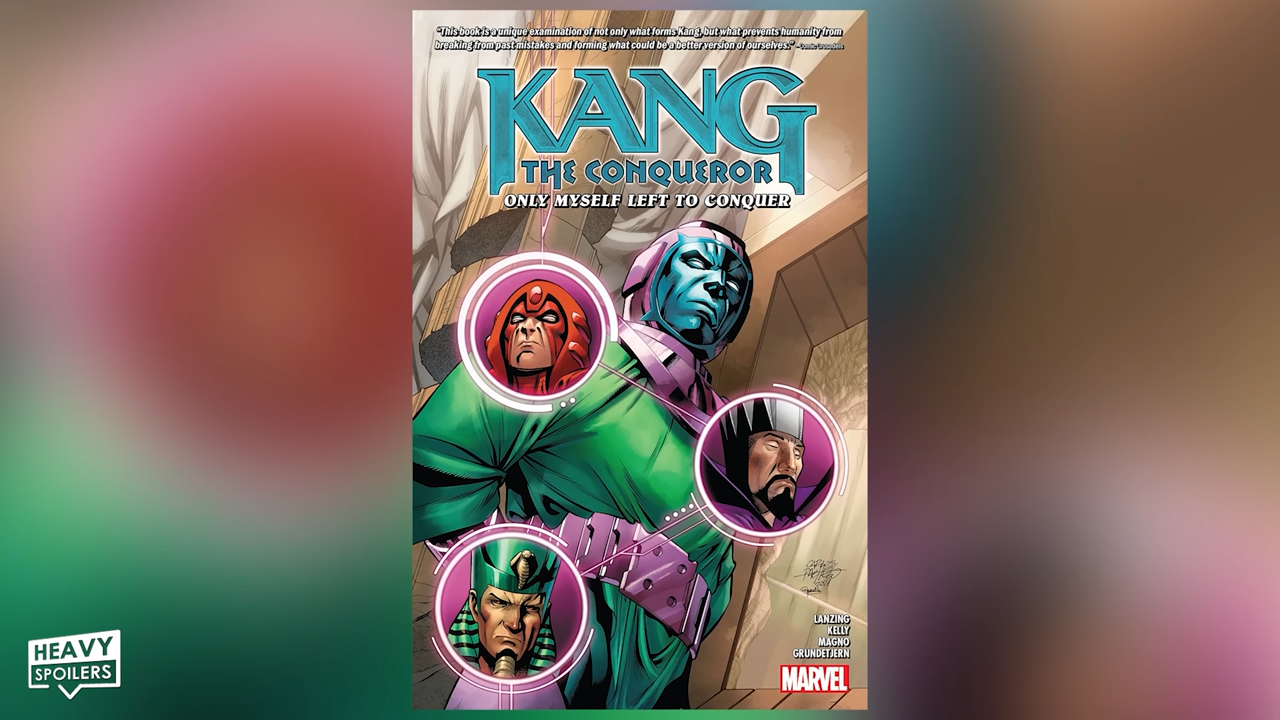 "This book is a unique examination of not only what forms Kang, but what prevents humanity from
breaking from past mistakes and forming what could be a better version of ourselves." –Comic Crusaders
KANG
THE CONQUEROR
ONLY MYSELF LEFT TO CONQUER
LANZING
KELLY
MAGNO
GRUNDETJERN
MARVEL
HEAVY
SPOILERS